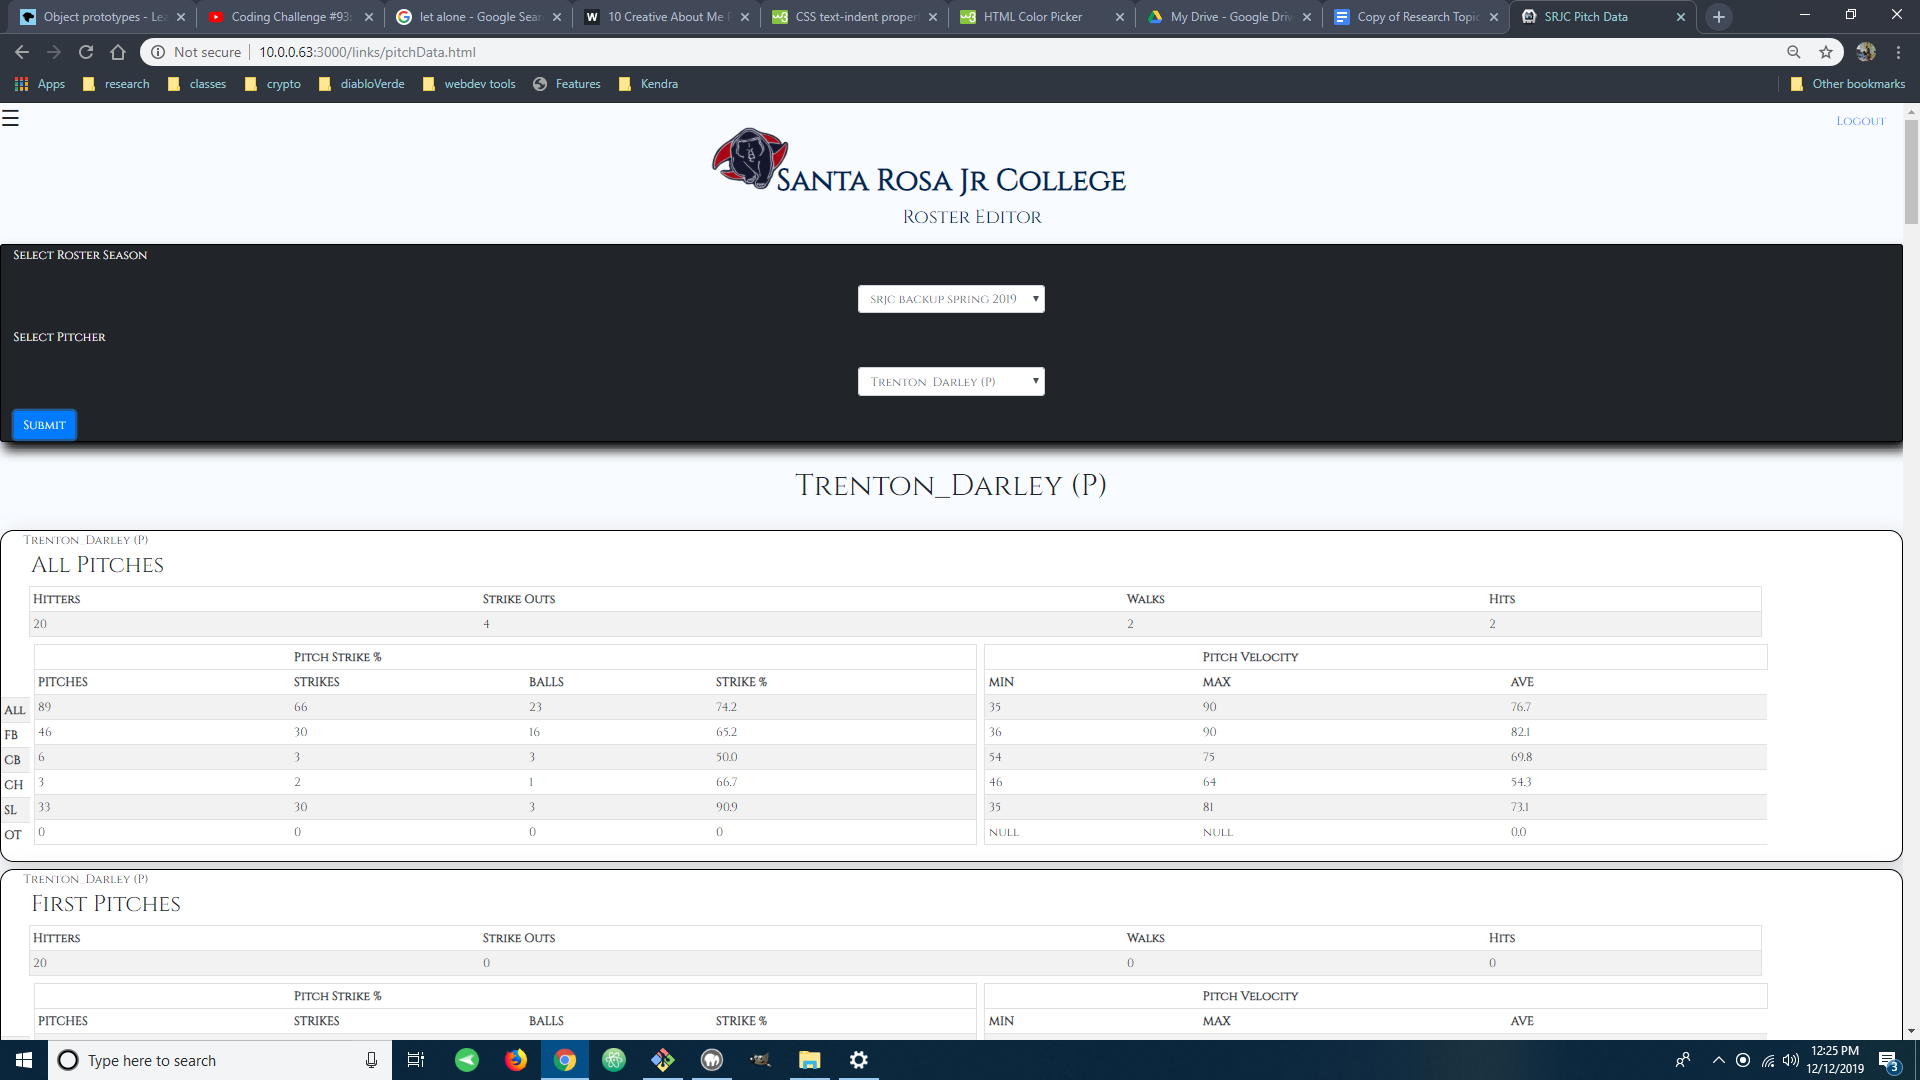 Object prototypes - Lea
Coding Challenge #93:
let alone - Google Sear
10 Creative About Me P
CSS text-indent proper
HTML Color Picker
My Drive - Google Driv
Copy of Research Topic
SRJC Pitch Data
Not secure
10.0.0.63:3000/links/pitchData.html
Apps
research
classes
crypto
diabloVerde
webdev tools
Features
Kendra
Other bookmarks
Logout
Santa Rosa Jr College
Roster Editor
Select Roster Season
srjc backup spring 2019
Select Pitcher
Trenton_Darley (P)
Submit
Trenton_Darley (P)
Trenton_Darley (P)
All Pitches
Hitters Strike Outs Walks Hits
20 4 2 2
Pitch Strike % Pitch Velocity
PITCHES STRIKES BALLS STRIKE % MIN MAX AVE
ALL 89 66 23 74.2 35 90 76.7
FB 46 30 16 65.2 36 90 82.1
CB 6 3 3 50.0 54 75 69.8
CH 3 2 1 66.7 46 64 54.3
SL 33 30 3 90.9 35 81 73.1
OT 0 0 0 0 null null 0.0
Trenton_Darley (P)
First Pitches
Hitters Strike Outs Walks Hits
20 0 0 0
Pitch Strike % Pitch Velocity
PITCHES STRIKES BALLS STRIKE % MIN MAX AVE
Type here to search
12:25 PM
12/12/2019
3